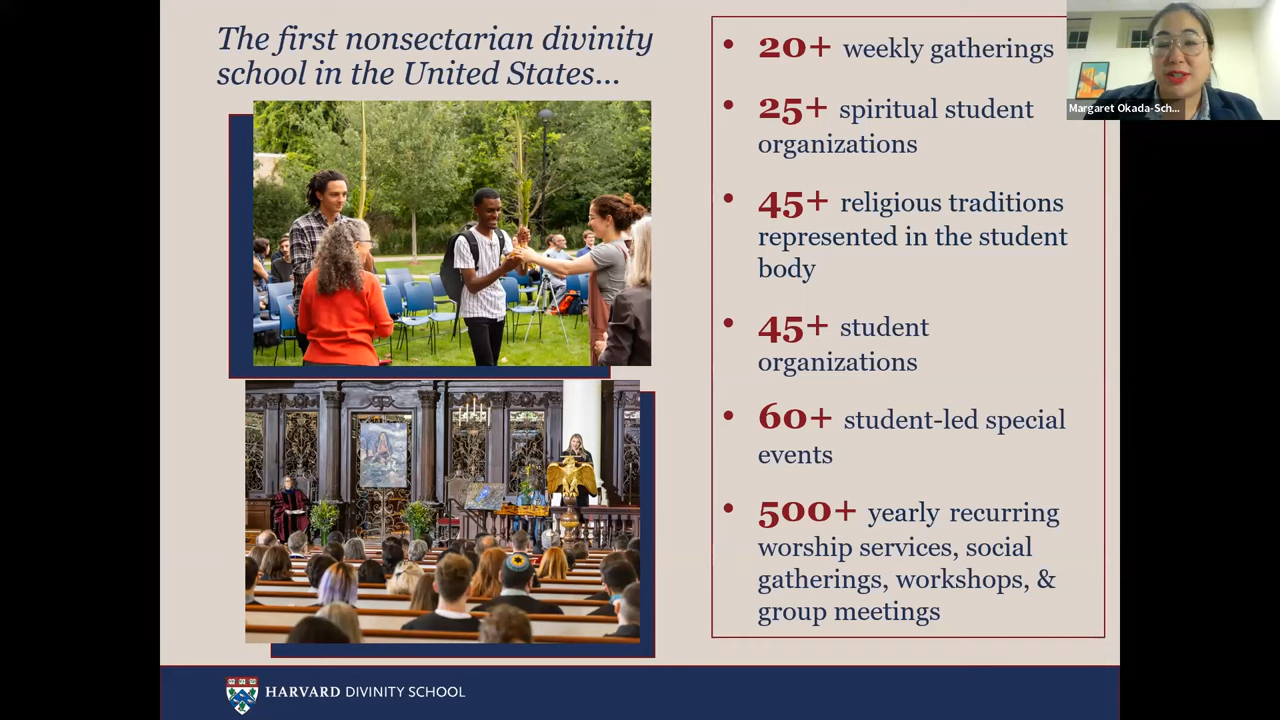 The first nonsectarian divinity
school in the United States...
• 20+ weekly gatherings
• 25+ spiritual student
organizations
• 45+ religious traditions
represented in the student
body
• 45+ student
organizations
• 60+ student-led special
events
• 500+ yearly recurring
worship services, social
gatherings, workshops, &
group meetings
Margaret Okada-Sch...
HARVARD DIVINITY SCHOOL